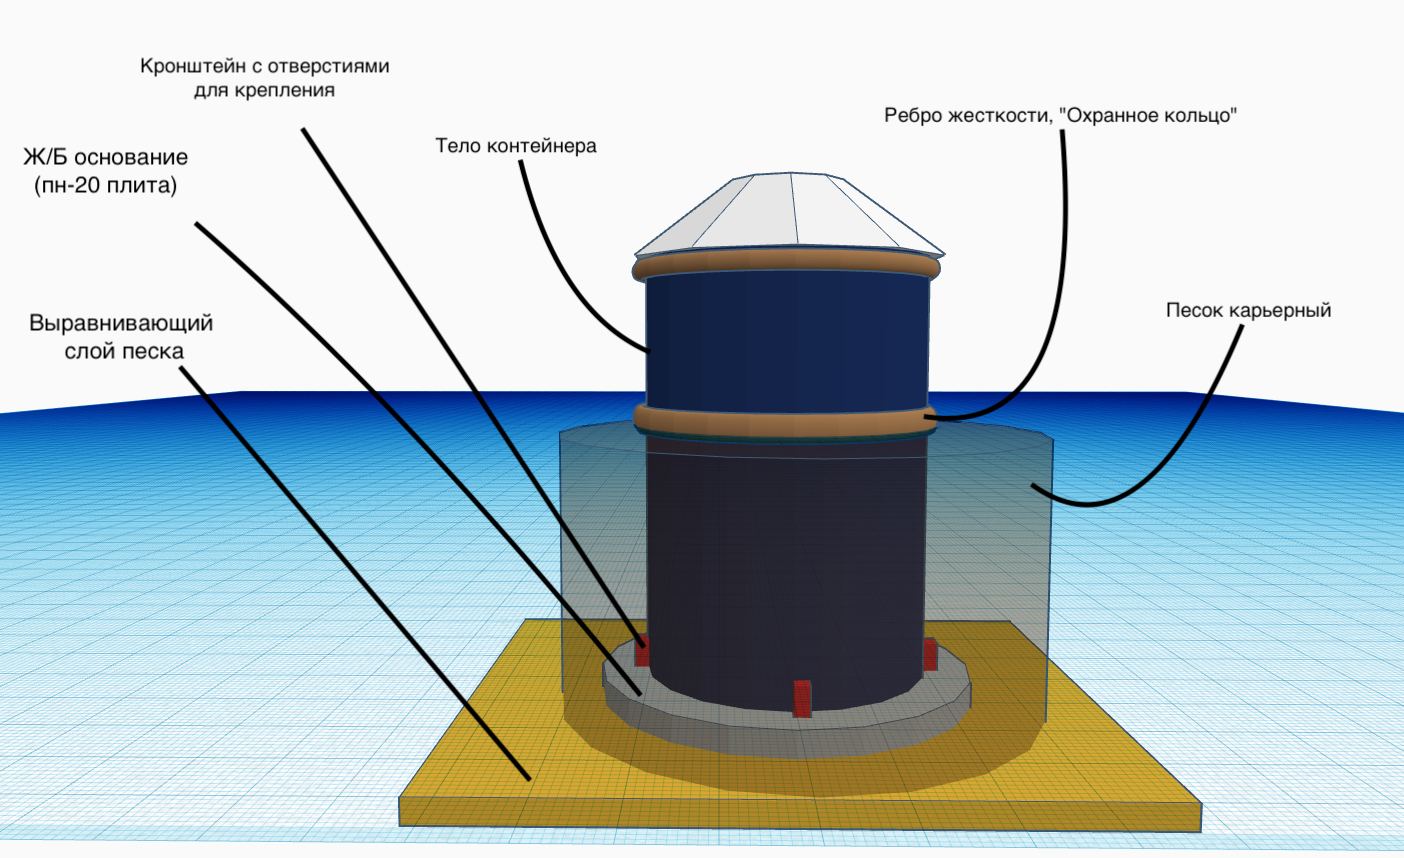 Кронштейн с отверстиями
для крепления
Ребро жесткости, "Охранное кольцо"
Тело контейнера
Ж/Б основание
(пн-20 плита)
Песок карьерный
Выравнивающий
слой песка